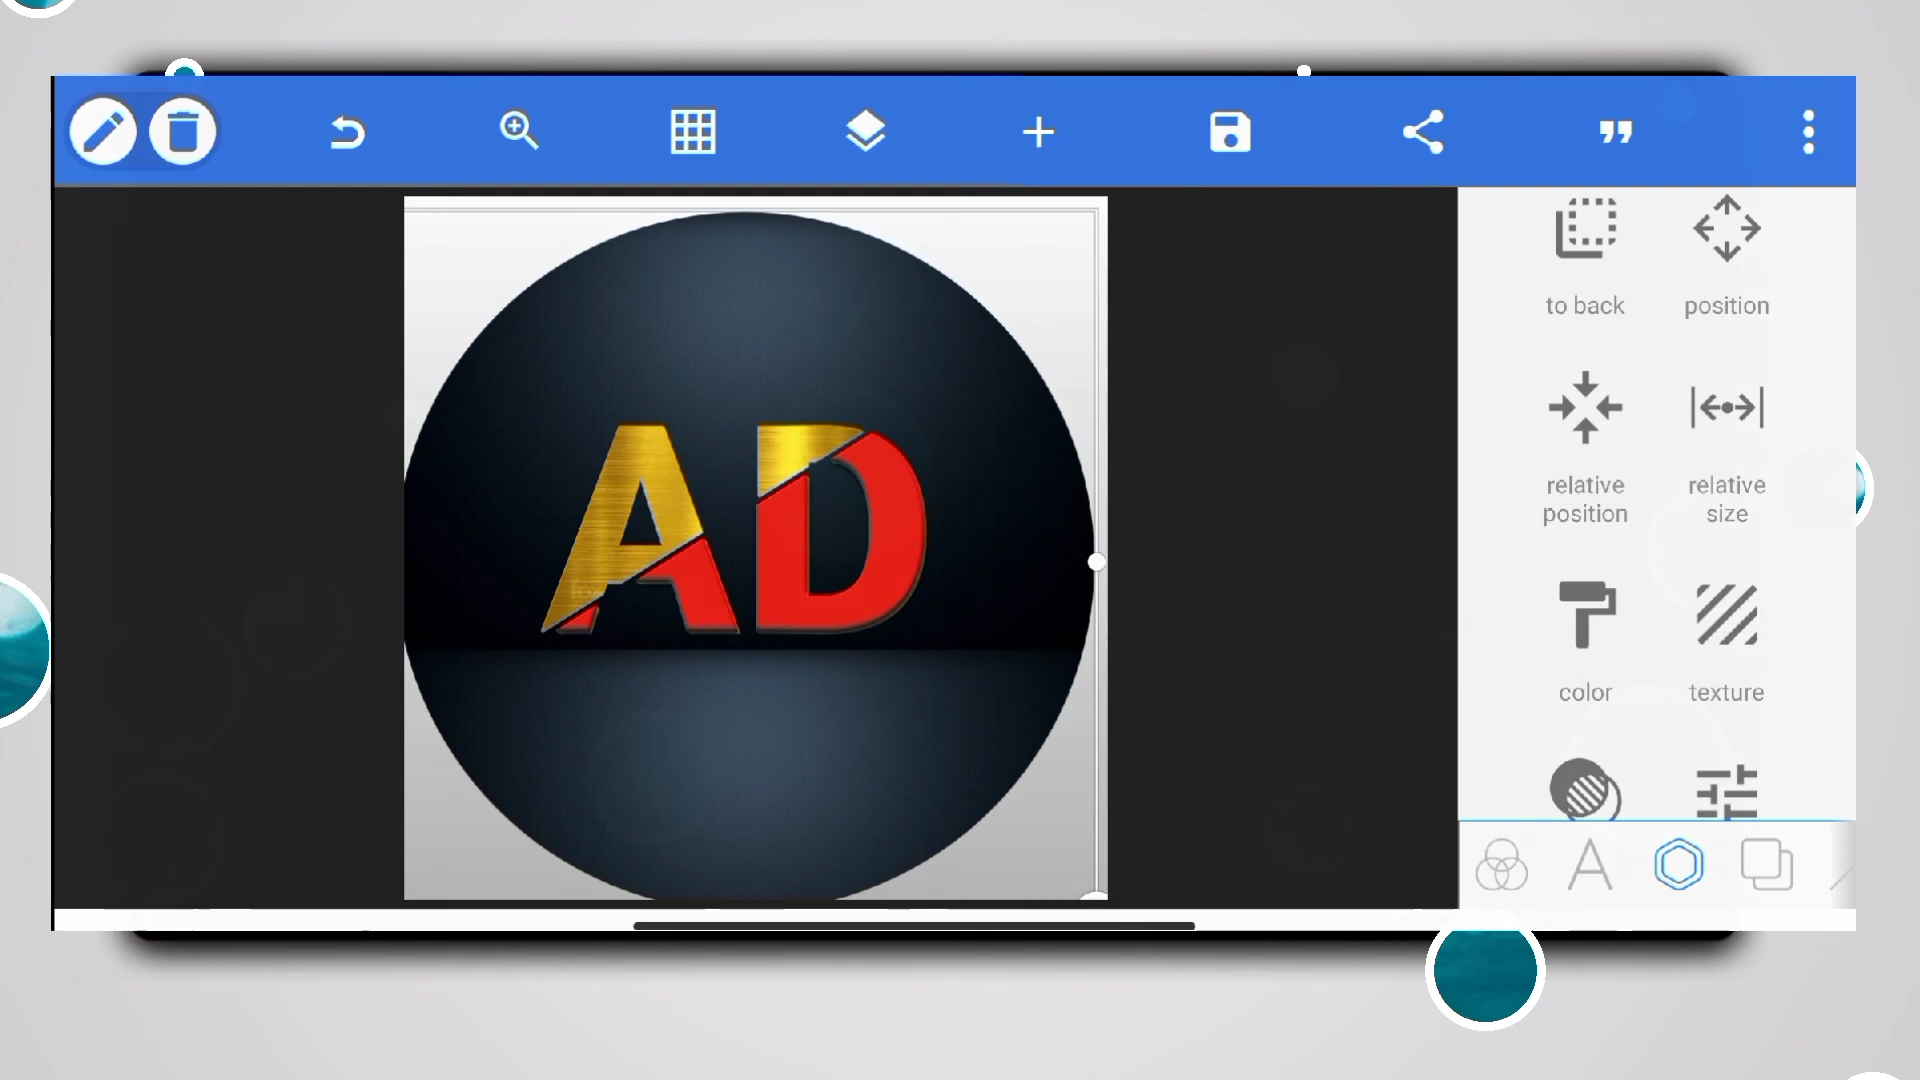 to back
position
relative
position
relative
size
color
texture
AD